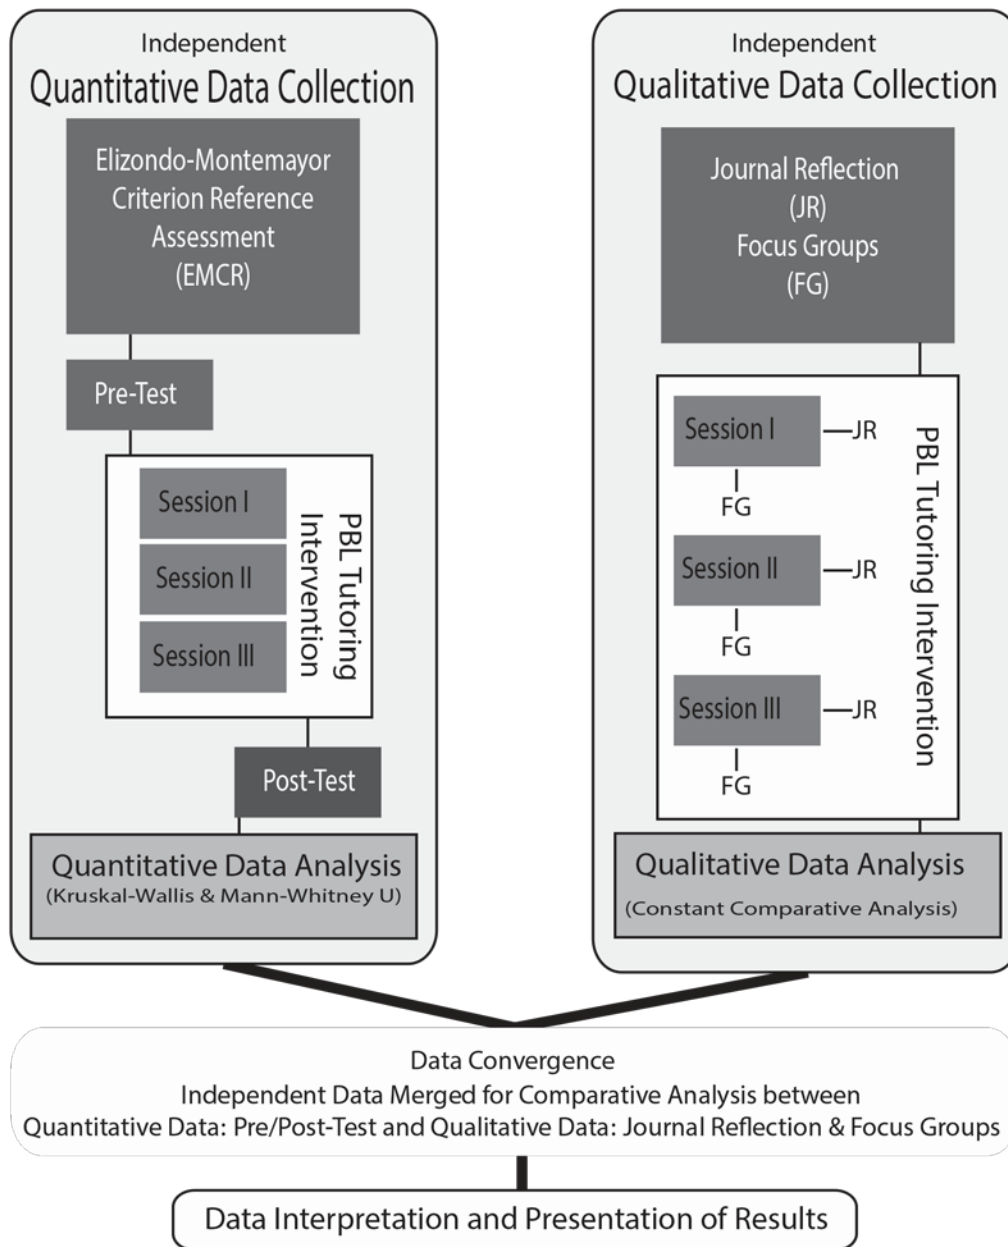 Independent
Quantitative Data Collection
Elizondo-Montemayor
Criterion Reference
Assessment
(EMCR)
Pre-Test
Session I
Session II
Session III
PBL Tutoring
Intervention
Post-Test
Quantitative Data Analysis
(Kruskal-Wallis & Mann-Whitney U)
Independent
Qualitative Data Collection
Journal Reflection
(JR)
Focus Groups
(FG)
Session I
JR
FG
Session II
JR
FG
Session III
JR
FG
PBL Tutoring Intervention
Qualitative Data Analysis
(Constant Comparative Analysis)
Data Convergence
Independent Data Merged for Comparative Analysis between
Quantitative Data: Pre/Post-Test and Qualitative Data: Journal Reflection & Focus Groups
Data Interpretation and Presentation of Results